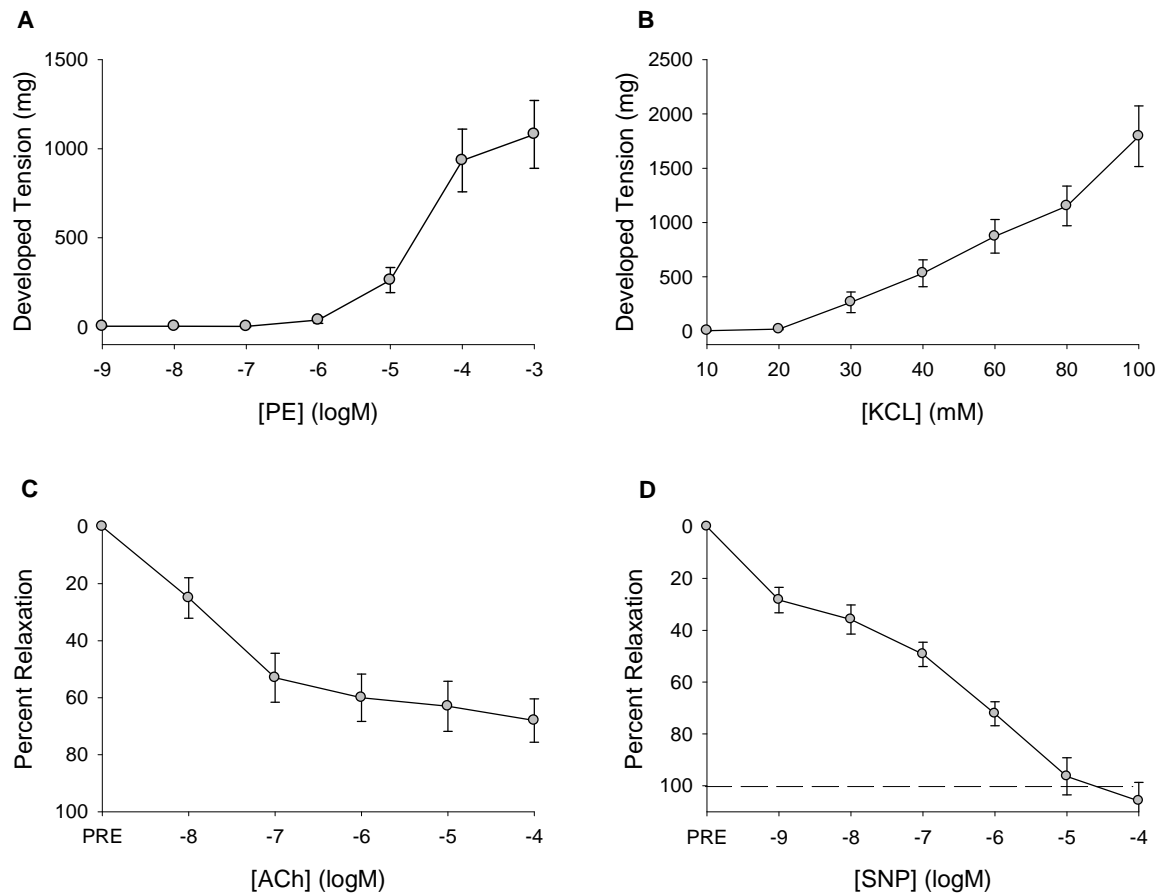 A
Developed Tension (mg)
1500
1000
500
0
-9 -8 -7 -6 -5 -4 -3
[PE] (logM)
B
Developed Tension (mg)
2500
2000
1500
1000
500
0
10 20 30 40 60 80 100
[KCL] (mM)
C
Percent Relaxation
0
20
40
60
80
100
PRE -8 -7 -6 -5 -4
[ACh] (logM)
D
Percent Relaxation
0
20
40
60
80
100
PRE -9 -8 -7 -6 -5 -4
[SNP] (logM)